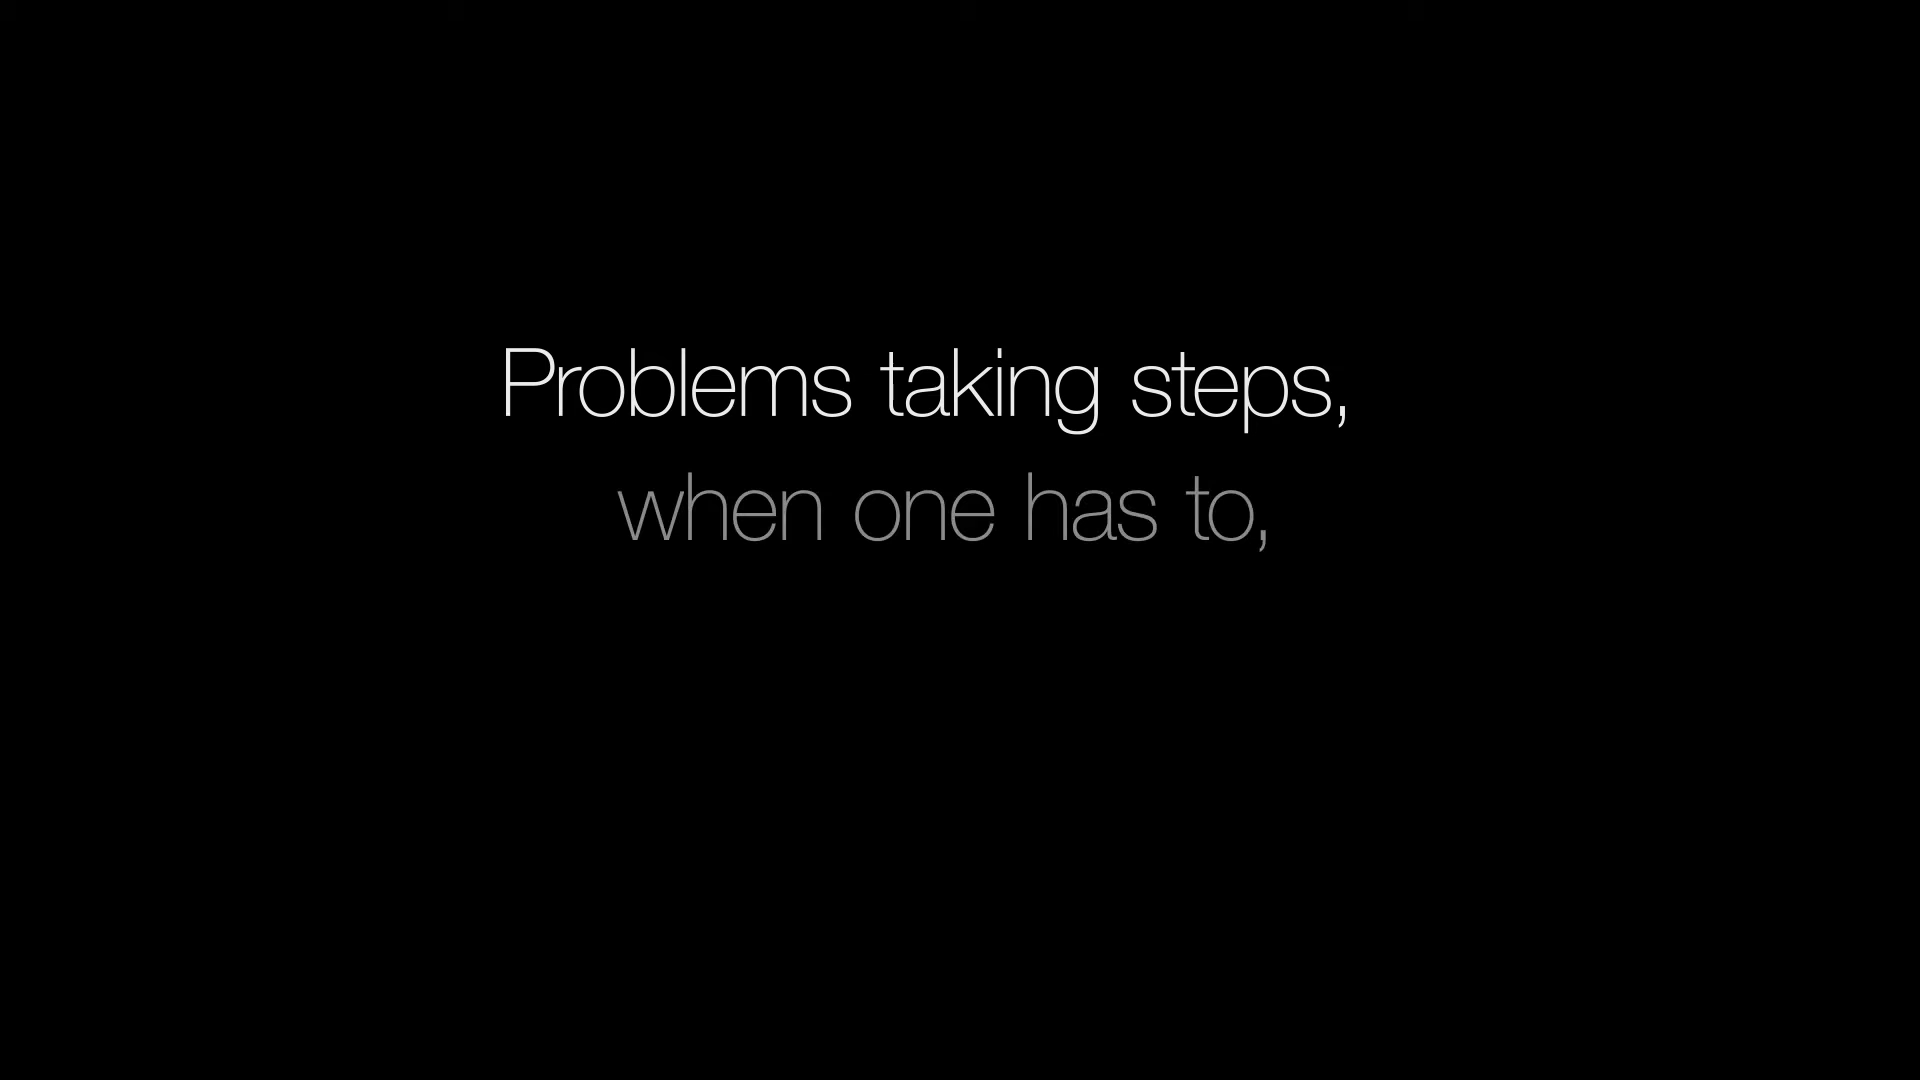 Problems taking steps,
when one has to,